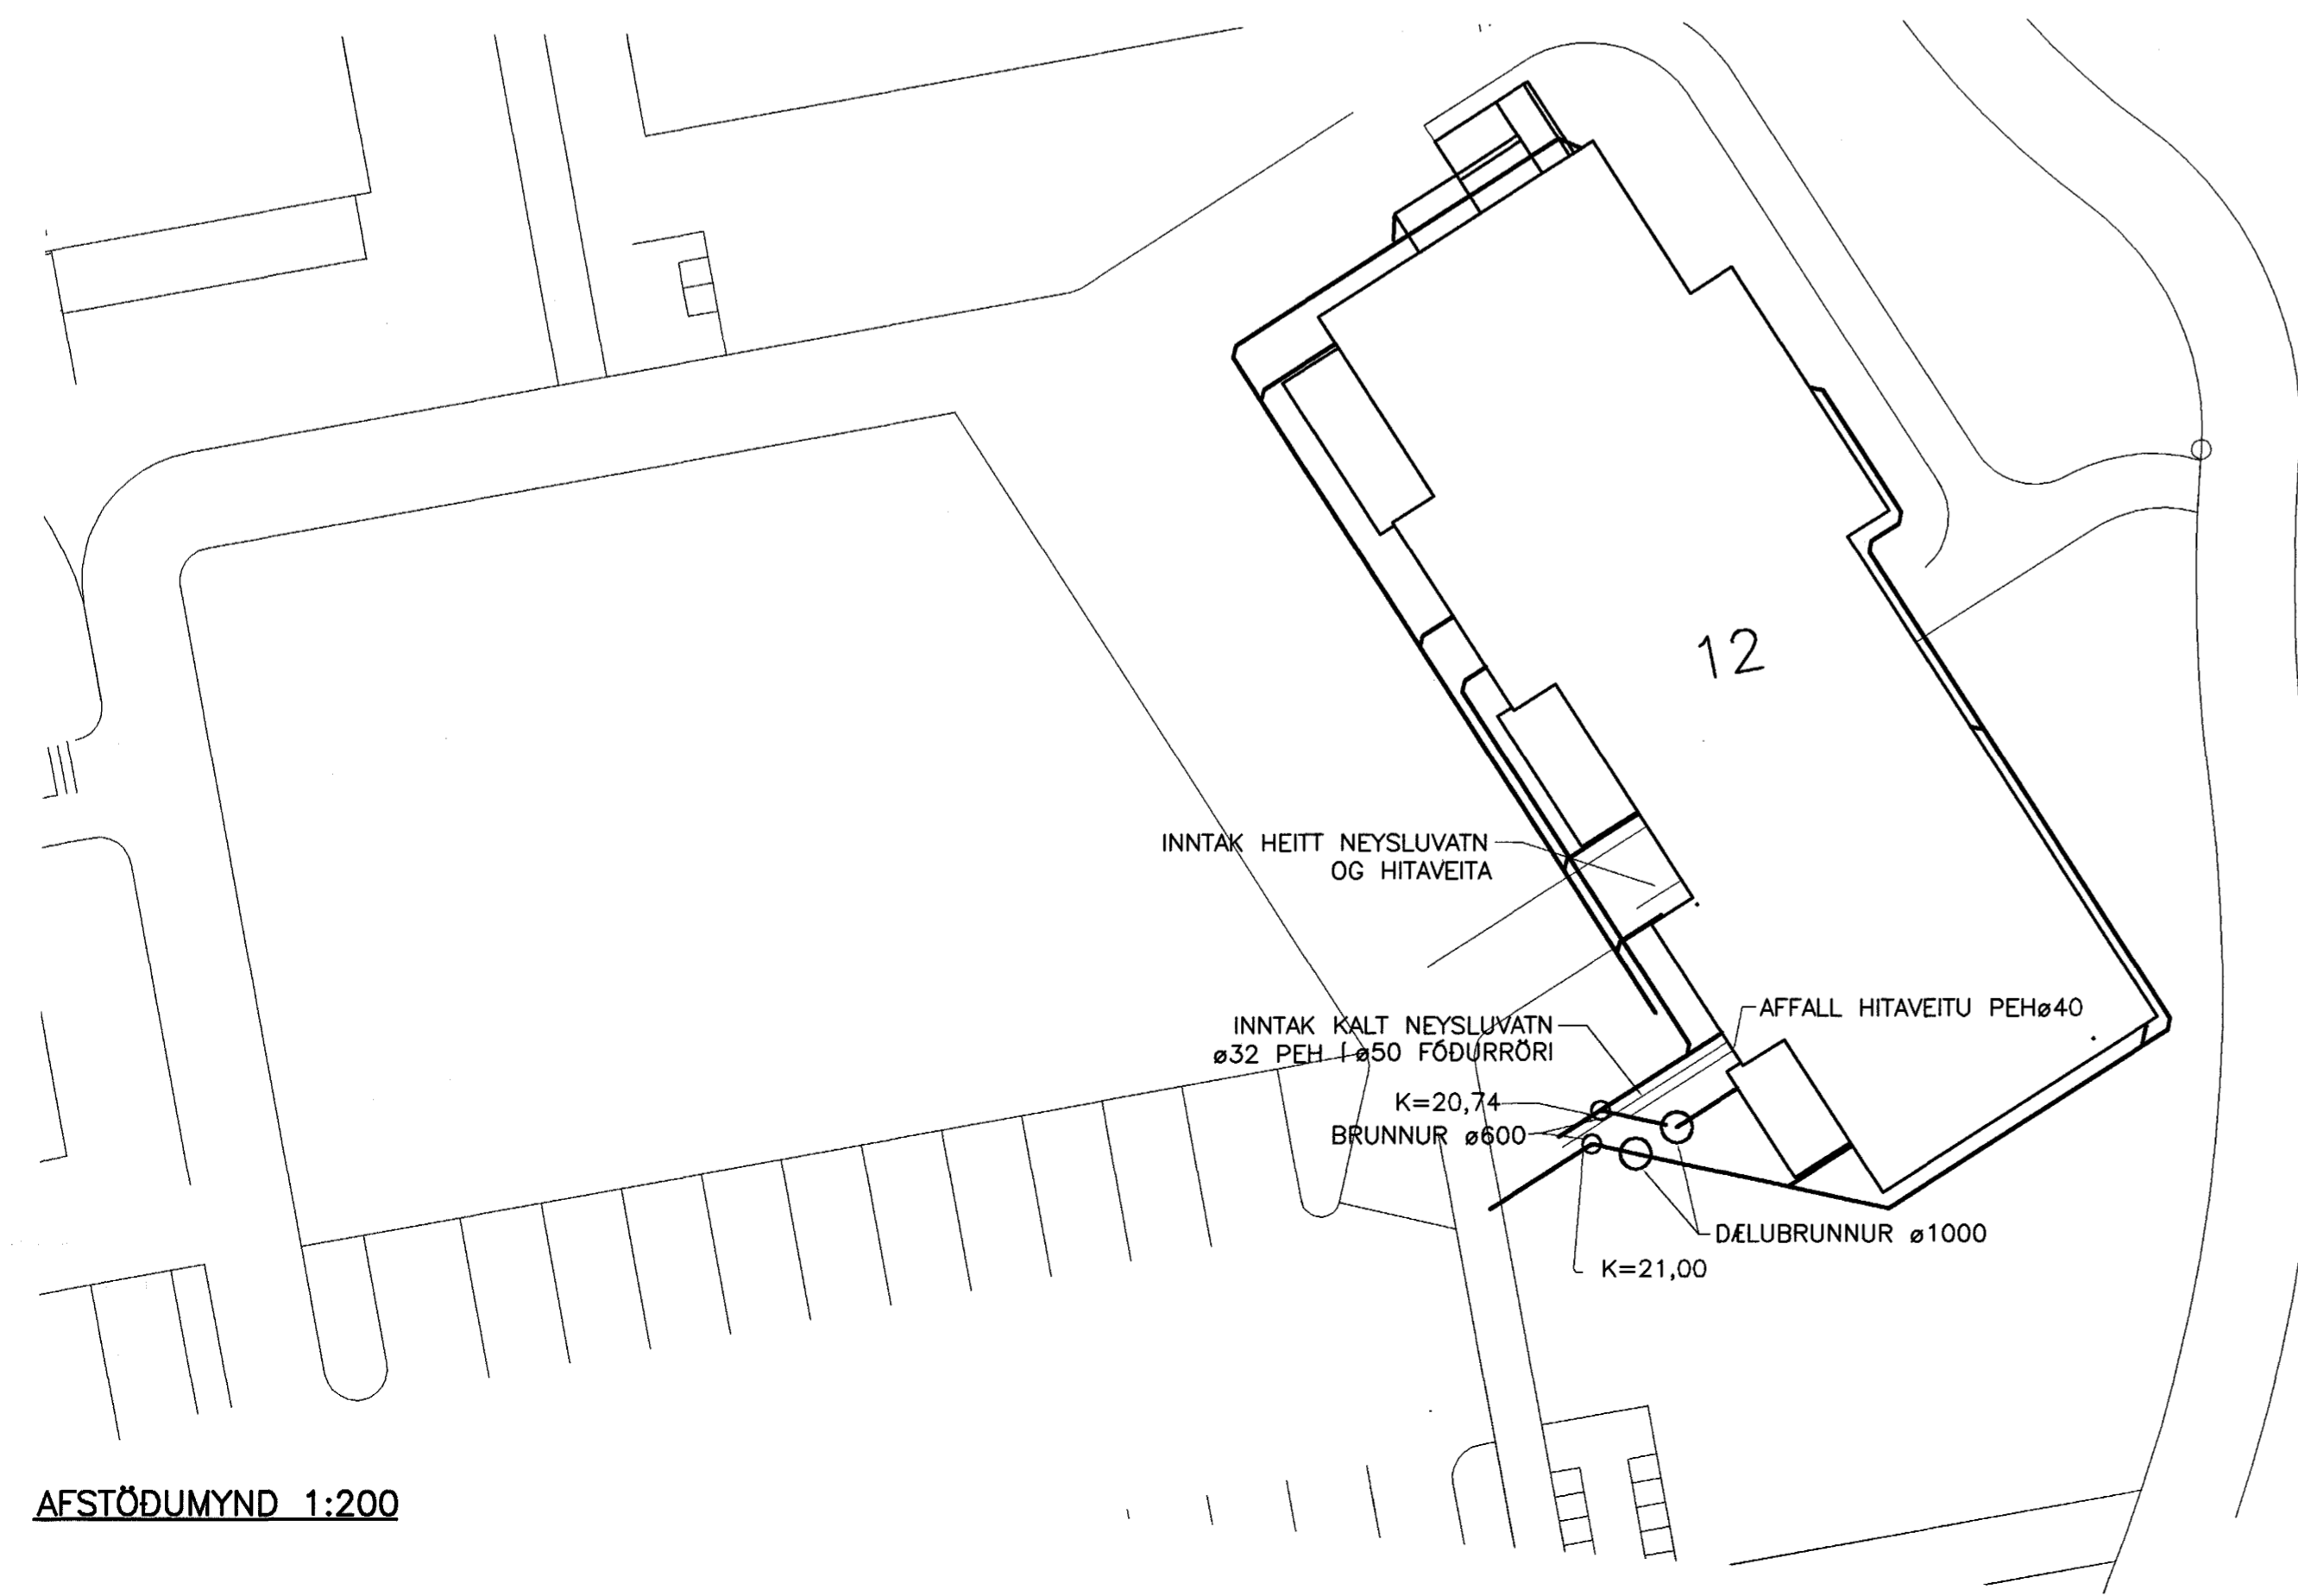 12
INNTAK HEITT NEYSLUVATN
OG HITAVEITA
AFFALL HITAVEITU PEHø40
INNTAK KALT NEYSLUVATN
ø32 PEH Í ø50 FÓÐURRÖRI
K=20,74
BRUNNUR ø600
DÆLUBRUNNUR ø1000
K=21,00
AFSTÖÐUMYND 1:200